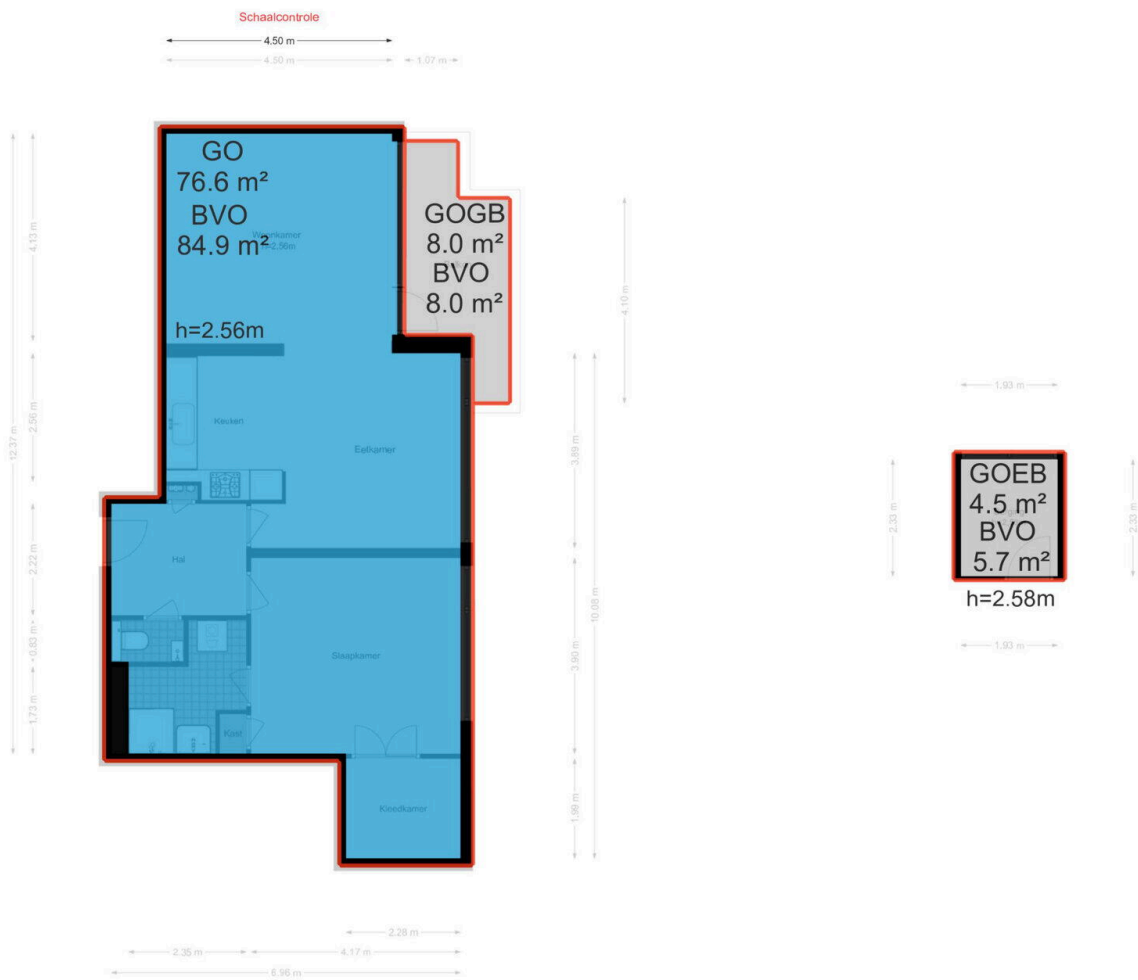 Schaalcontrole
4.50 m
4.50 m
1.07 m
GO
76.6 m²
BVO
84.9 m²
Woonkamer
h=2.56m
h=2.56m
GOGB
8.0 m²
BVO
8.0 m²
4.13 m
12.37 m
2.56 m
2.22 m
0.83 m
1.73 m
4.10 m
3.89 m
10.08 m
3.90 m
1.98 m
Keuken
Eetkamer
Hal
Slaapkamer
Kast
Kleedkamer
1.93 m
GOEB
4.5 m²
BVO
5.7 m²
h=2.58m
2.33 m
2.33 m
1.93 m
2.28 m
2.35 m
4.17 m
6.96 m